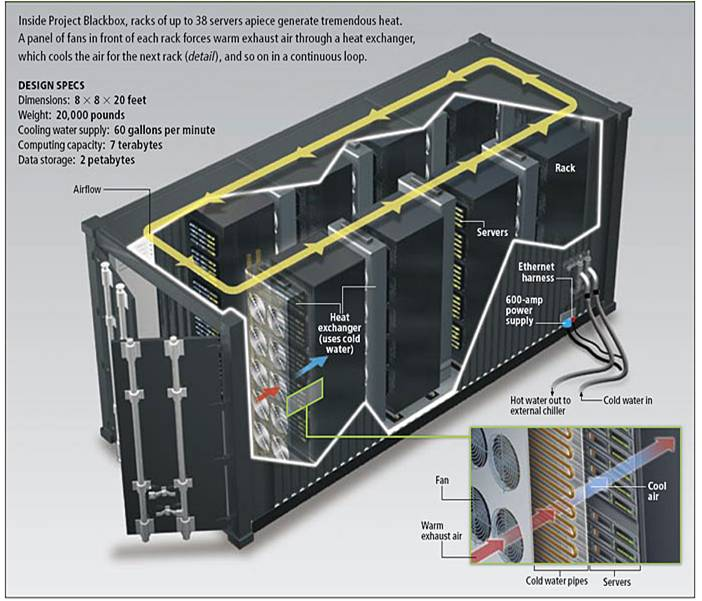 Inside Project Blackbox, racks of up to 38 servers apiece generate tremendous heat.
A panel of fans in front of each rack forces warm exhaust air through a heat exchanger,
which cools the air for the next rack (detail), and so on in a continuous loop.
DESIGN SPECS
Dimensions: 8 × 8 × 20 feet
Weight: 20,000 pounds
Cooling water supply: 60 gallons per minute
Computing capacity: 7 terabytes
Data storage: 2 petabytes
Airflow
Rack
Servers
Ethernet
harness
600-amp
power
supply
Heat
exchanger
(uses cold
water)
Hot water out to
external chiller
Cold water in
Fan
Warm
exhaust air
Cool
air
Cold water pipes
Servers